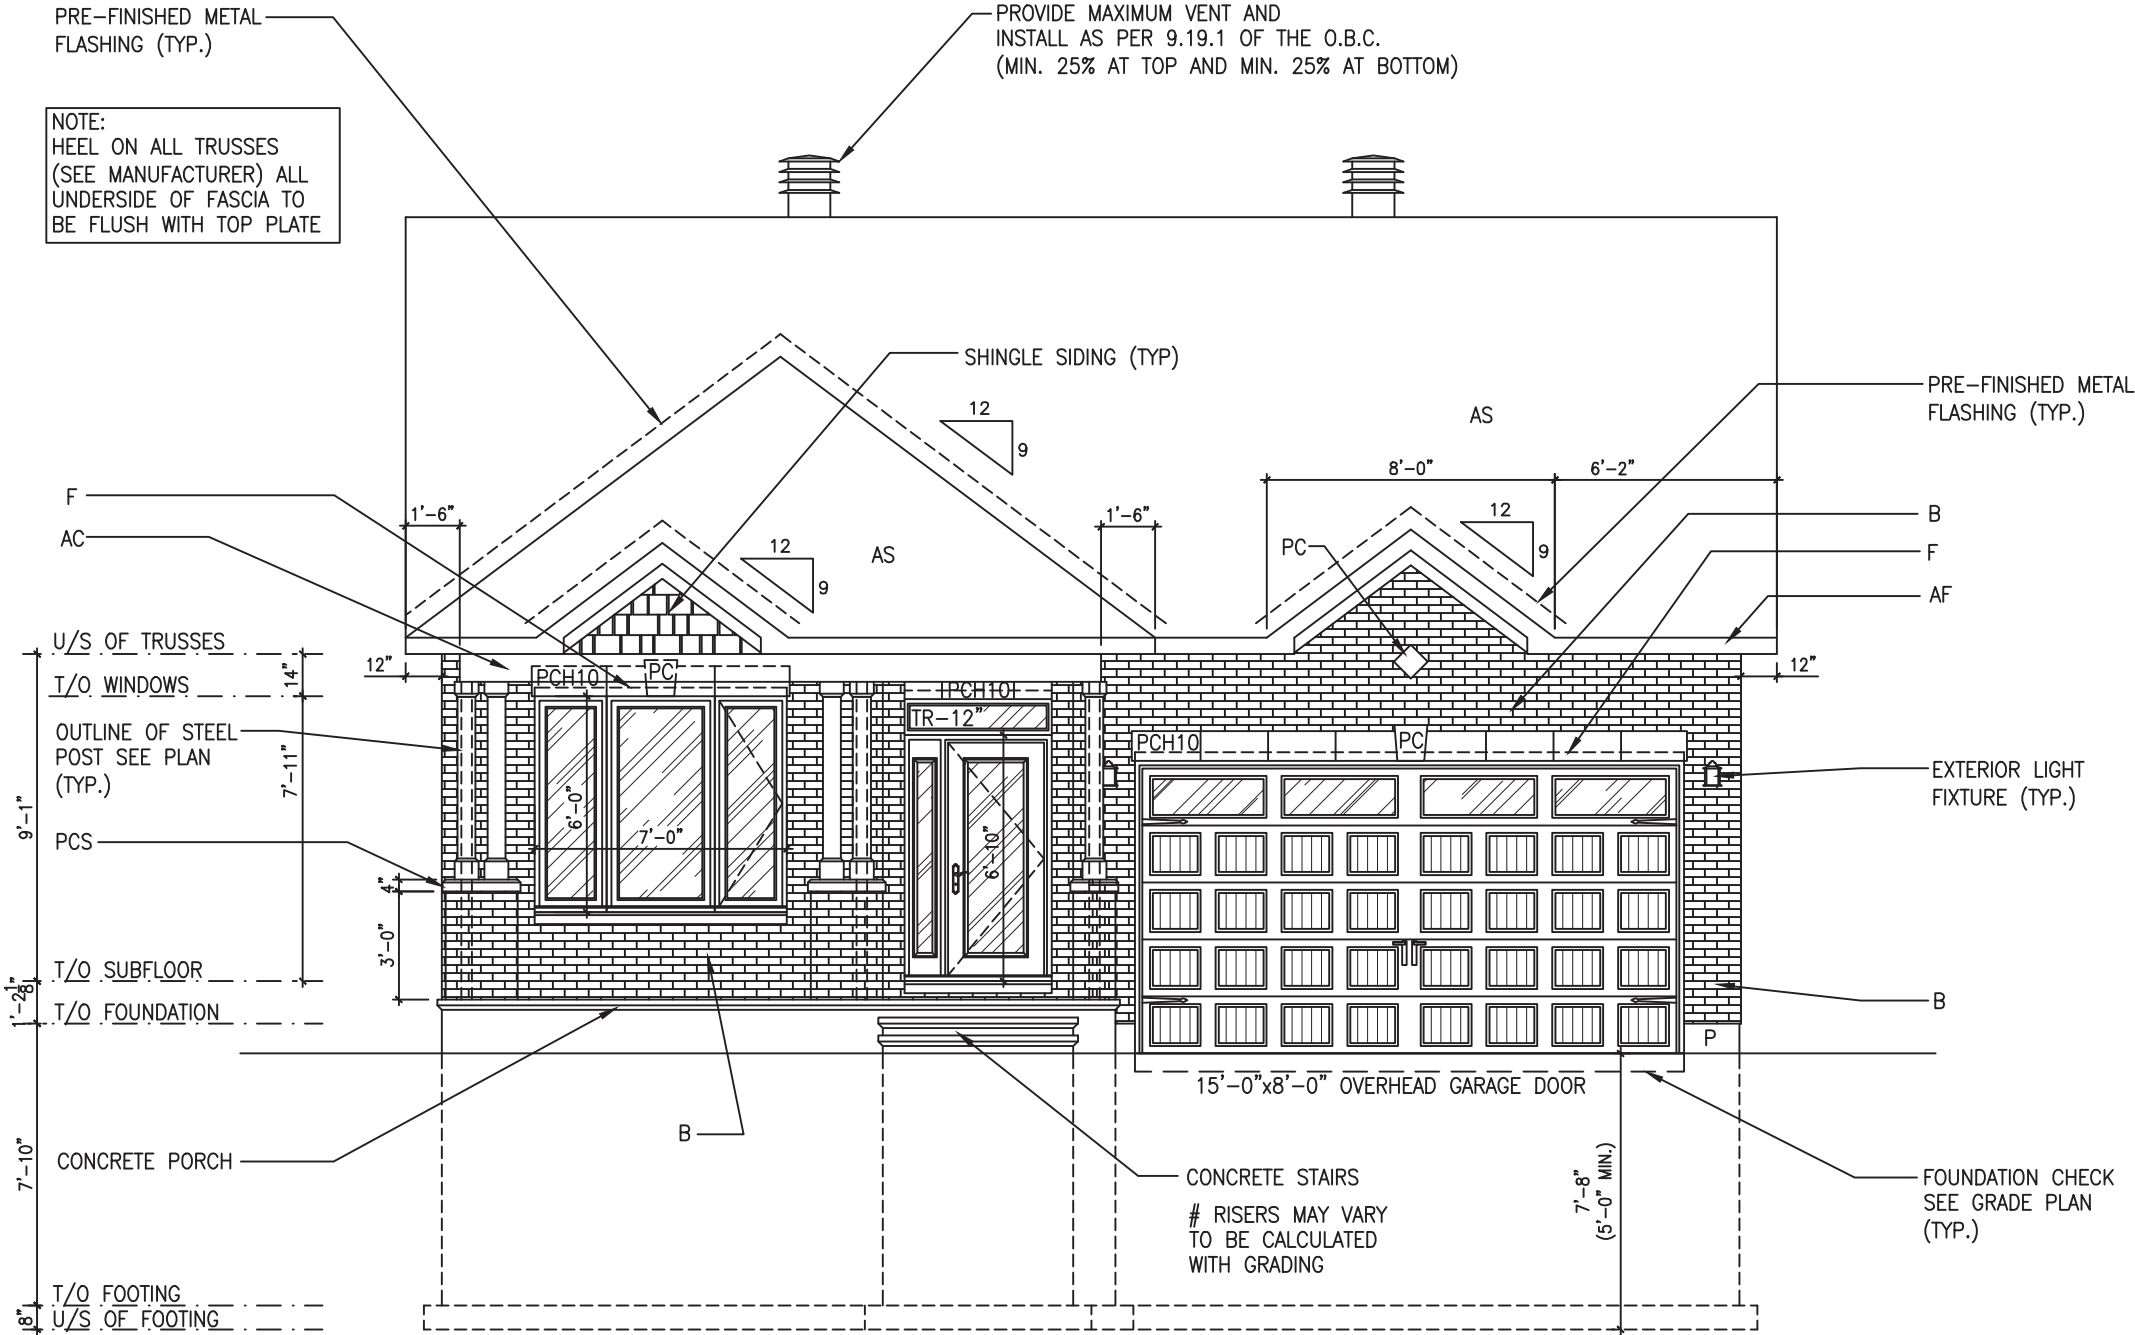 PRE-FINISHED METAL
FLASHING (TYP.)
PROVIDE MAXIMUM VENT AND
INSTALL AS PER 9.19.1 OF THE O.B.C.
(MIN. 25% AT TOP AND MIN. 25% AT BOTTOM)
NOTE:
HEEL ON ALL TRUSSES
(SEE MANUFACTURER) ALL
UNDERSIDE OF FASCIA TO
BE FLUSH WITH TOP PLATE
SHINGLE SIDING (TYP)
PRE-FINISHED METAL
FLASHING (TYP.)
12
9
AS
8'-0"
6'-2"
F
1'-6"
1'-6"
12
9
B
AC
12
9
AS
PC
F
AF
U/S OF TRUSSES
12"
14"
12"
T/O WINDOWS
PCH10
PC
PCH10
TR-12"
OUTLINE OF STEEL
POST SEE PLAN
(TYP.)
7'-11"
PCH10
PC
EXTERIOR LIGHT
FIXTURE (TYP.)
9'-1"
6'-0"
7'-0"
6'-10"
PCS
4"
3'-0"
T/O SUBFLOOR
8"
1'-2"
T/O FOUNDATION
B
P
15'-0"x8'-0" OVERHEAD GARAGE DOOR
B
7'-10"
CONCRETE PORCH
CONCRETE STAIRS
# RISERS MAY VARY
TO BE CALCULATED
WITH GRADING
7'-8"
(5'-0" MIN.)
FOUNDATION CHECK
SEE GRADE PLAN
(TYP.)
T/O FOOTING
8"
U/S OF FOOTING